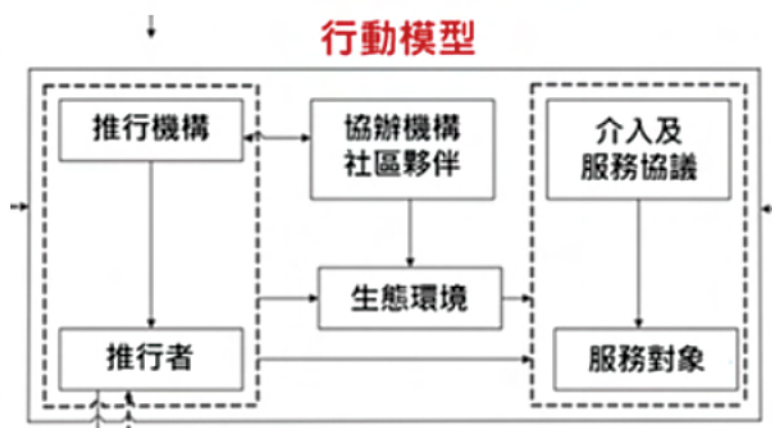 行動模型
推行機構
協辦機構
社區夥伴
介入及
服務協議
生態環境
推行者
服務對象